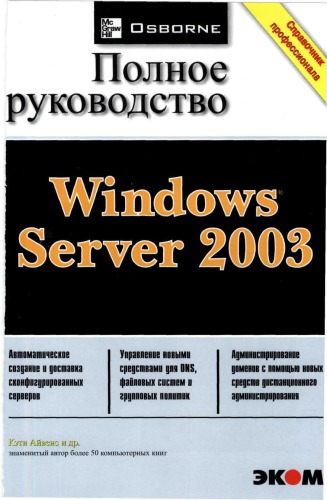 Mc
Graw
Hill
OSBORNE
Справочник
профессионала
Полное
руководство
Windows
Server 2003
Автоматическое
создание и доставка
сконфигурированных
серверов
Управление новыми
средствами для DNS,
файловых систем и
групповых политик
Администрирование
доменов с помощью новых
средств дистанционного
администрирования
Кэти Айвенс и др.
знаменитый автор более 50 компьютерных книг
ЭКОМ